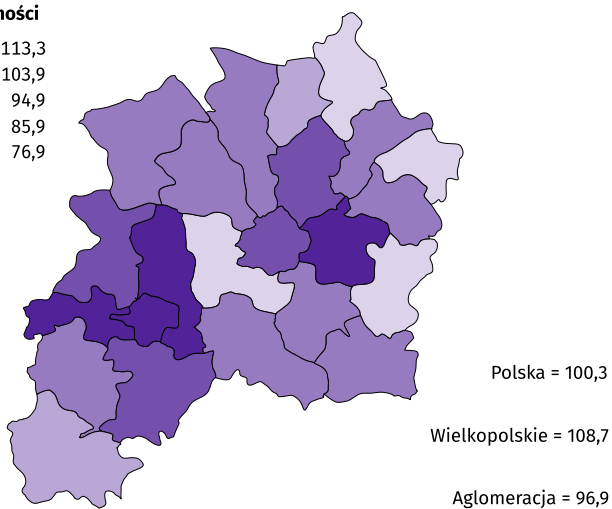 113,3
103,9
94,9
85,9
76,9
Polska = 100,3
Wielkopolskie = 108,7
Aglomeracja = 96,9